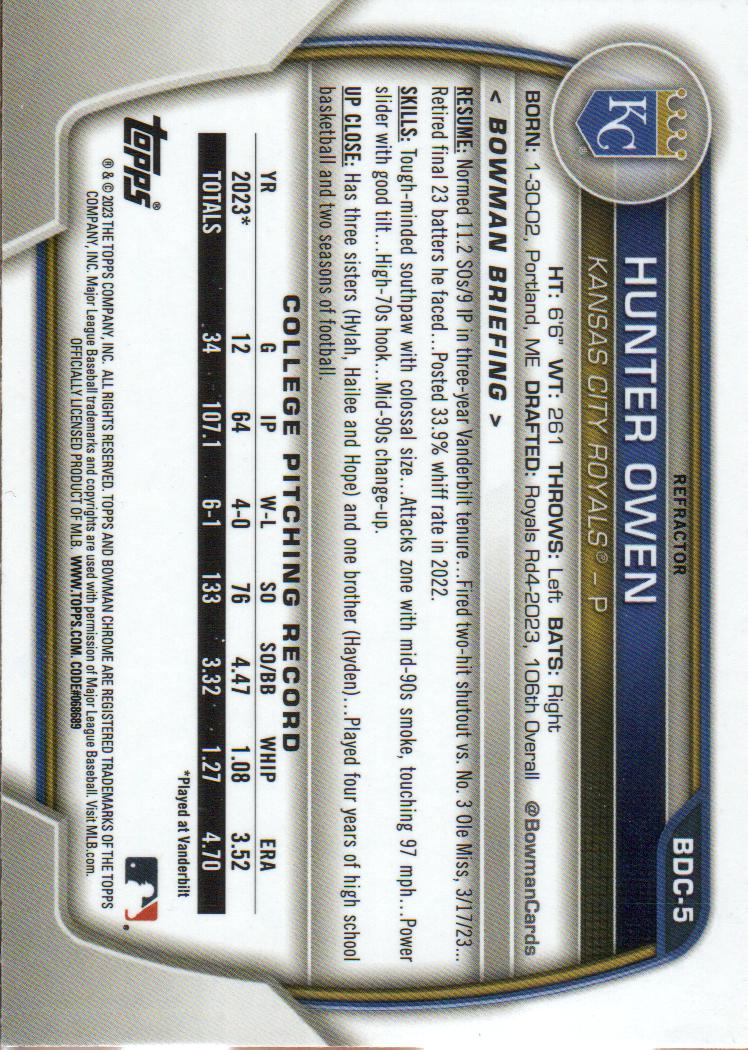 REFRACTOR
BDC-5
HUNTER OWEN
KANSAS CITY ROYALS® – P
KC
®
HT: 6'6" WT: 261 THROWS: Left BATS: Right
BORN: 1-30-02, Portland, ME DRAFTED: Royals Rd4-2023, 106th Overall @BowmanCards
< BOWMAN BRIEFING >
RESUME: Normed 11.2 SOs/9 IP in three-year Vanderbilt tenure...Fired two-hit shutout vs. No. 3 Ole Miss, 3/17/23...
Retired final 23 batters he faced...Posted 33.9% whiff rate in 2022.
SKILLS: Tough-minded southpaw with colossal size...Attacks zone with mid-90s smoke, touching 97 mph...Power
slider with good tilt...High-70s hook...Mid-90s change-up.
UP CLOSE: Has three sisters (Hylah, Hailee and Hope) and one brother (Hayden)....Played four years of high school
basketball and two seasons of football.
COLLEGE PITCHING RECORD
YR G IP W-L SO SO/BB WHIP ERA
2023* 12 64 4-0 76 4.47 1.08 3.52
TOTALS 34 107.1 6-1 133 3.32 1.27 4.70
*Played at Vanderbilt
topps®
® & © 2023 THE TOPPS COMPANY, INC. ALL RIGHTS RESERVED. TOPPS AND BOWMAN CHROME ARE REGISTERED TRADEMARKS OF THE TOPPS
COMPANY, INC. Major League Baseball trademarks and copyrights are used with permission of Major League Baseball. Visit MLB.com.
OFFICIALLY LICENSED PRODUCT OF MLB. WWW.TOPPS.COM. CODE#068689
®